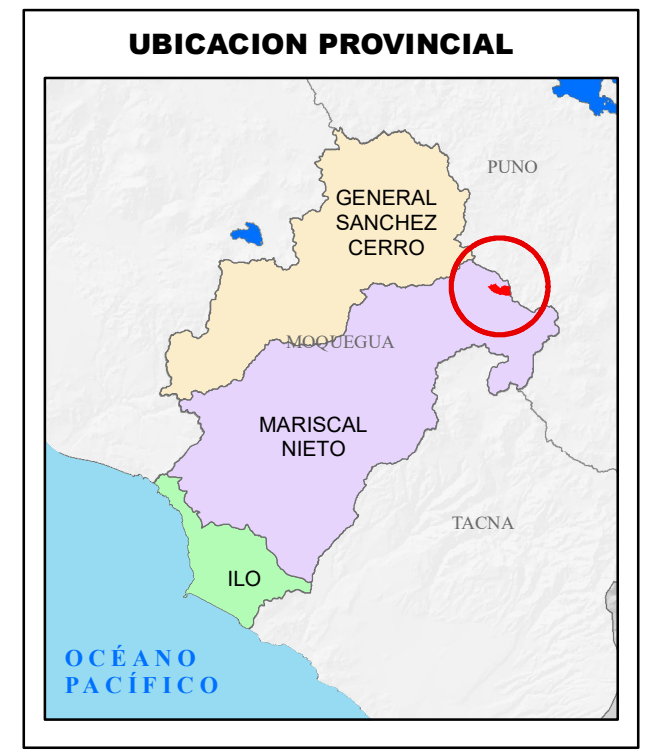 UBICACION PROVINCIAL
PUNO
GENERAL
SANCHEZ
CERRO
MOQUEGUA
MARISCAL
NIETO
TACNA
ILO
OCÉANO
PACÍFICO